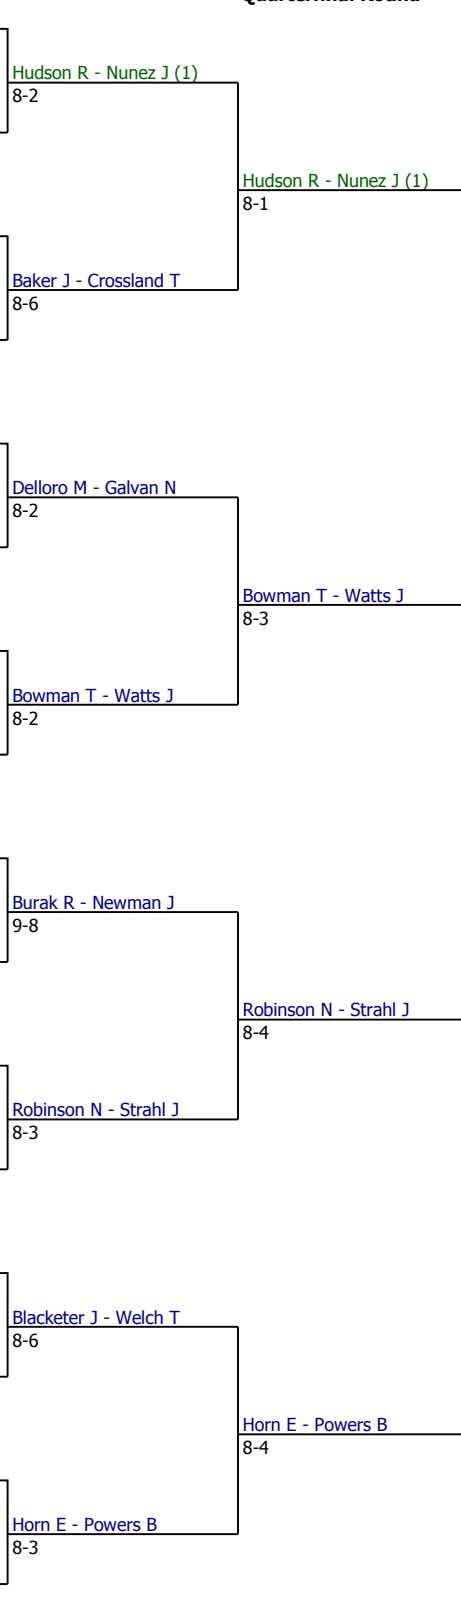 Hudson R - Nunez J (1)
8-2
Hudson R - Nunez J (1)
8-1
Baker J - Crossland T
8-6
Delloro M - Galvan N
8-2
Bowman T - Watts J
8-3
Bowman T - Watts J
8-2
Burak R - Newman J
9-8
Robinson N - Strahl J
8-4
Robinson N - Strahl J
8-3
Blacketer J - Welch T
8-6
Horn E - Powers B
8-4
Horn E - Powers B
8-3